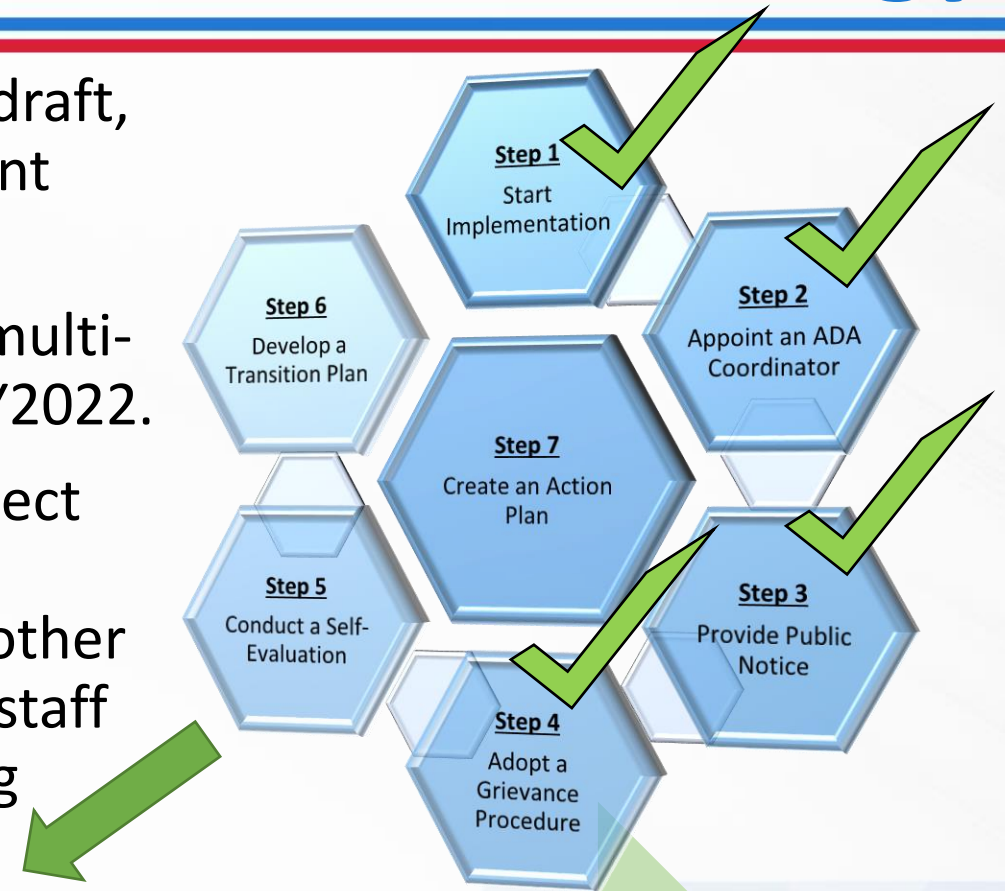 draft,
nt
multi-
Y2022.
ect
other
staff
g
Step 1
Start
Implementation
Step 2
Appoint an ADA
Coordinator
Step 3
Provide Public
Notice
Step 4
Adopt a
Grievance
Procedure
Step 5
Conduct a Self-
Evaluation
Step 6
Develop a
Transition Plan
Step 7
Create an Action
Plan